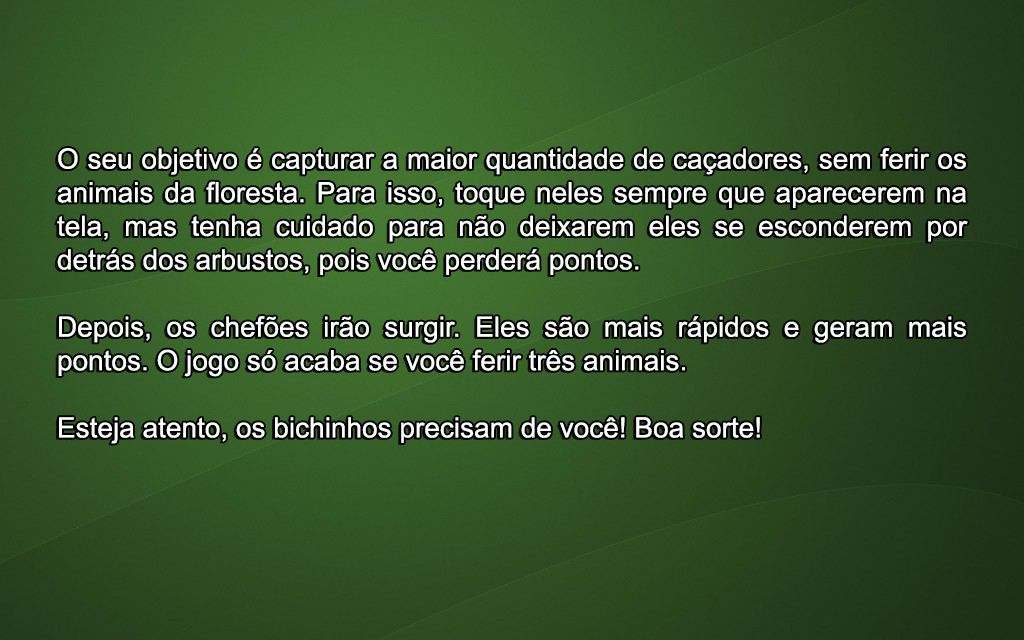 O seu objetivo é capturar a maior quantidade de caçadores, sem ferir os
animais da floresta. Para isso, toque neles sempre que aparecerem na
tela, mas tenha cuidado para não deixarem eles se esconderem por
detrás dos arbustos, pois você perderá pontos.
Depois, os chefões irão surgir. Eles são mais rápidos e geram mais
pontos. O jogo só acaba se você ferir três animais.
Esteja atento, os bichinhos precisam de você! Boa sorte!